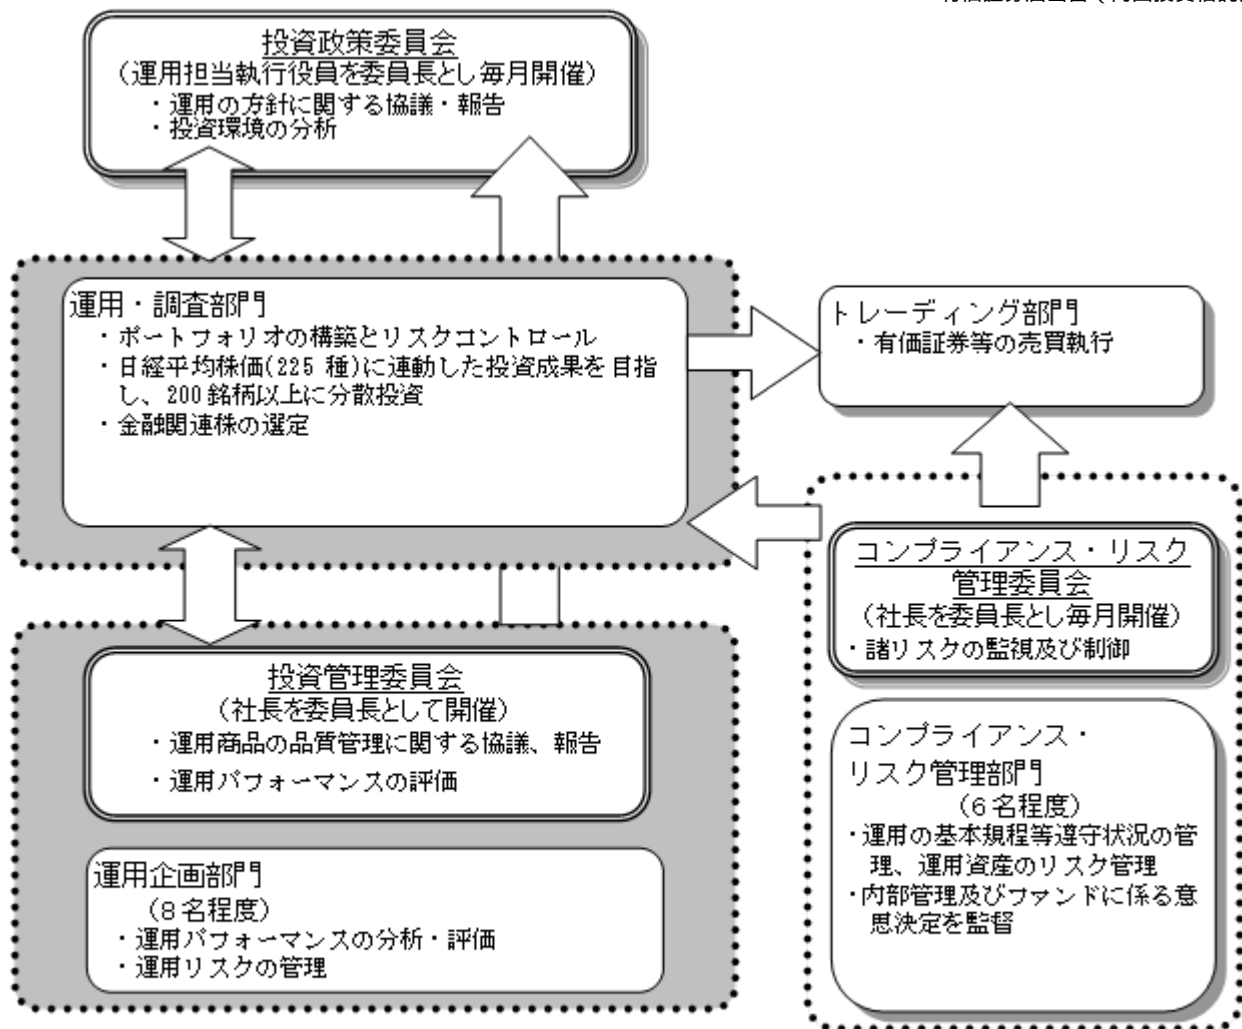 投資政策委員会
(運用担当執行役員を委員長とし毎月開催)
・運用の方針に関する協議・報告
・投資環境の分析
運用・調査部門
・ポートフォリオの構築とリスクコントロール
・日経平均株価(225 種)に連動した投資成果を目指
し、200 銘柄以上に分散投資
・金融関連株の選定
トレーディング部門
・有価証券等の売買執行
コンプライアンス・リスク
管理委員会
(社長を委員長とし毎月開催)
・諸リスクの監視及び制御
投資管理委員会
(社長を委員長として開催)
・運用商品の品質管理に関する協議、報告
・運用パフォーマンスの評価
コンプライアンス・
リスク管理部門
(6名程度)
・運用の基本規程等遵守状況の管
理、運用資産のリスク管理
・内部管理及びファンドに係る意
思決定を監督
運用企画部門
(8名程度)
・運用パフォーマンスの分析・評価
・運用リスクの管理